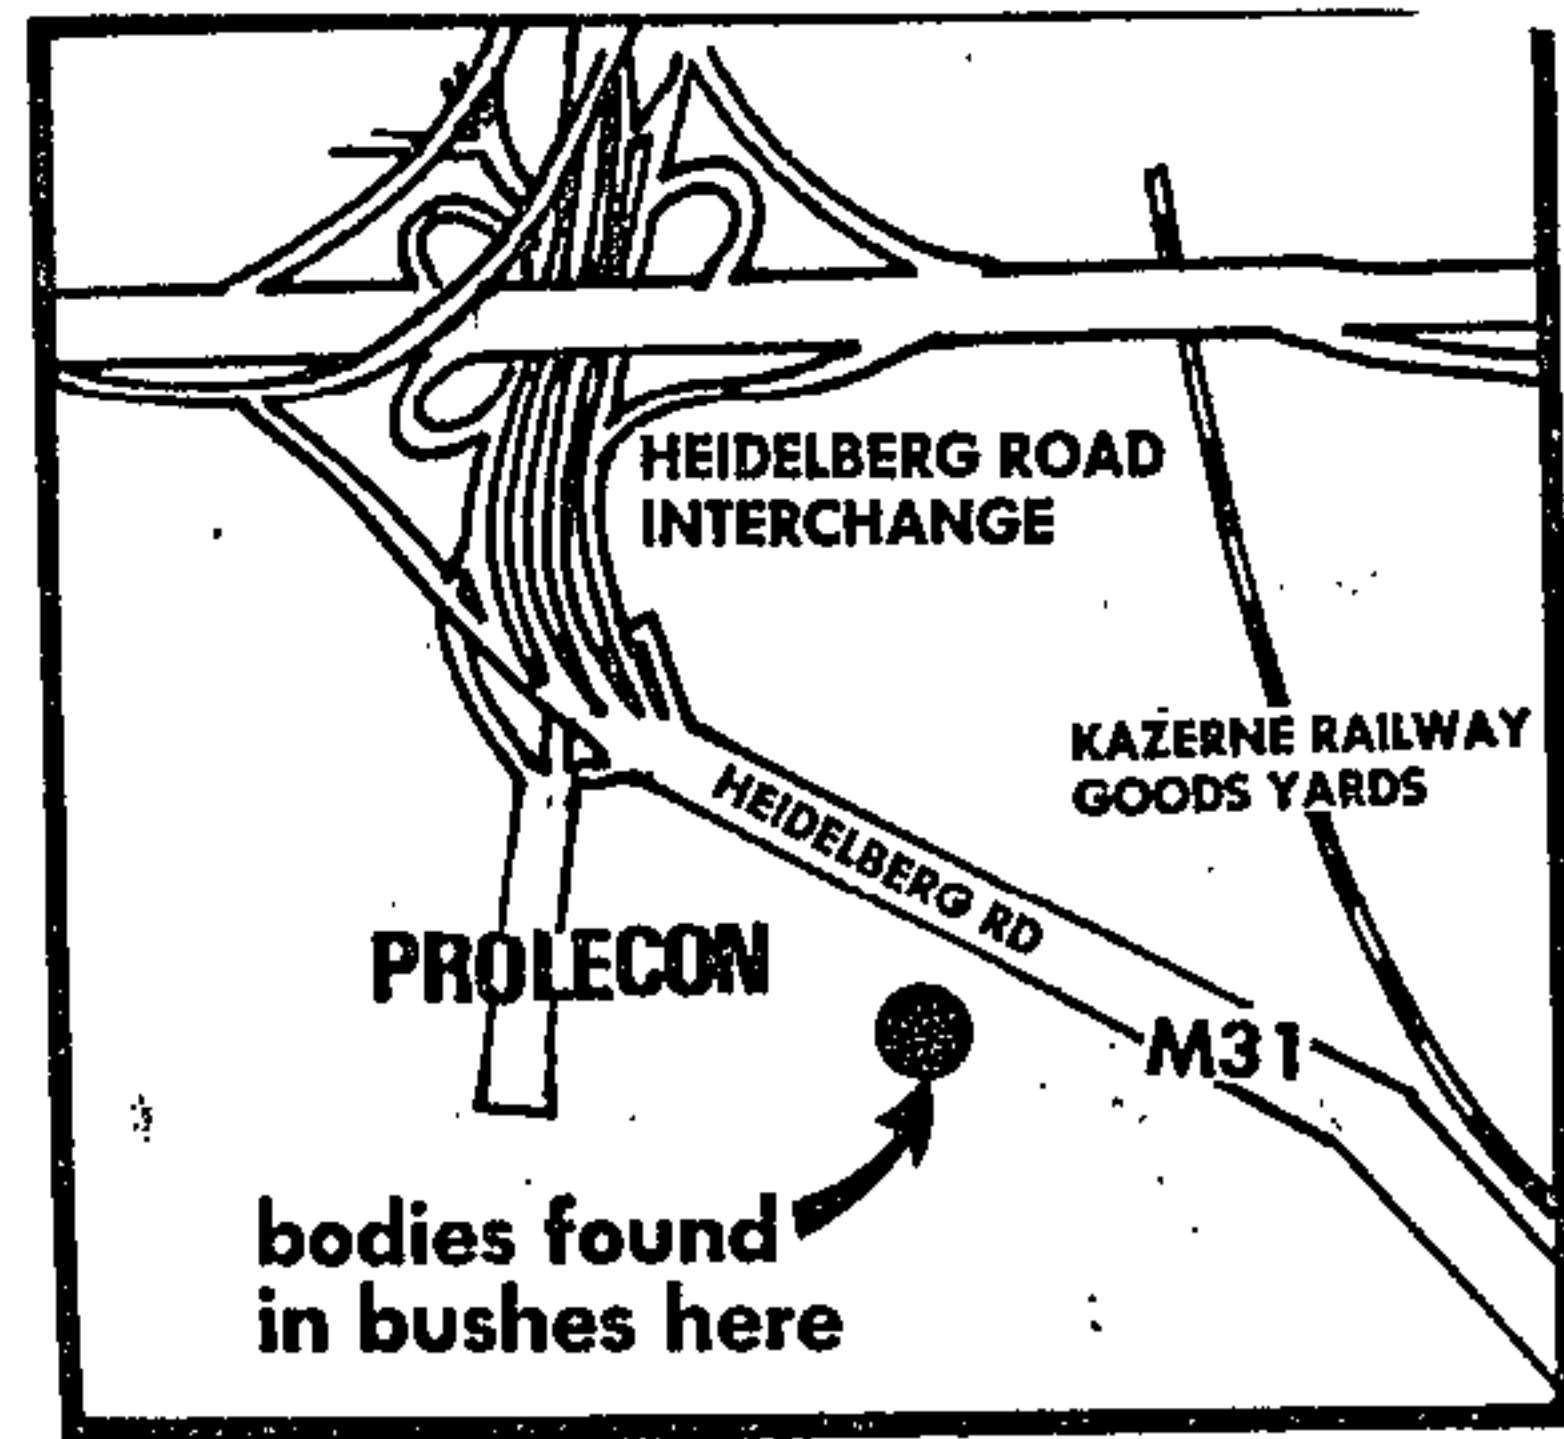 HEIDELBERG ROAD
INTERCHANGE
KAZERNE RAILWAY
GOODS YARDS
HEIDELBERG RD
PROLECON
M31
bodies found
in bushes here